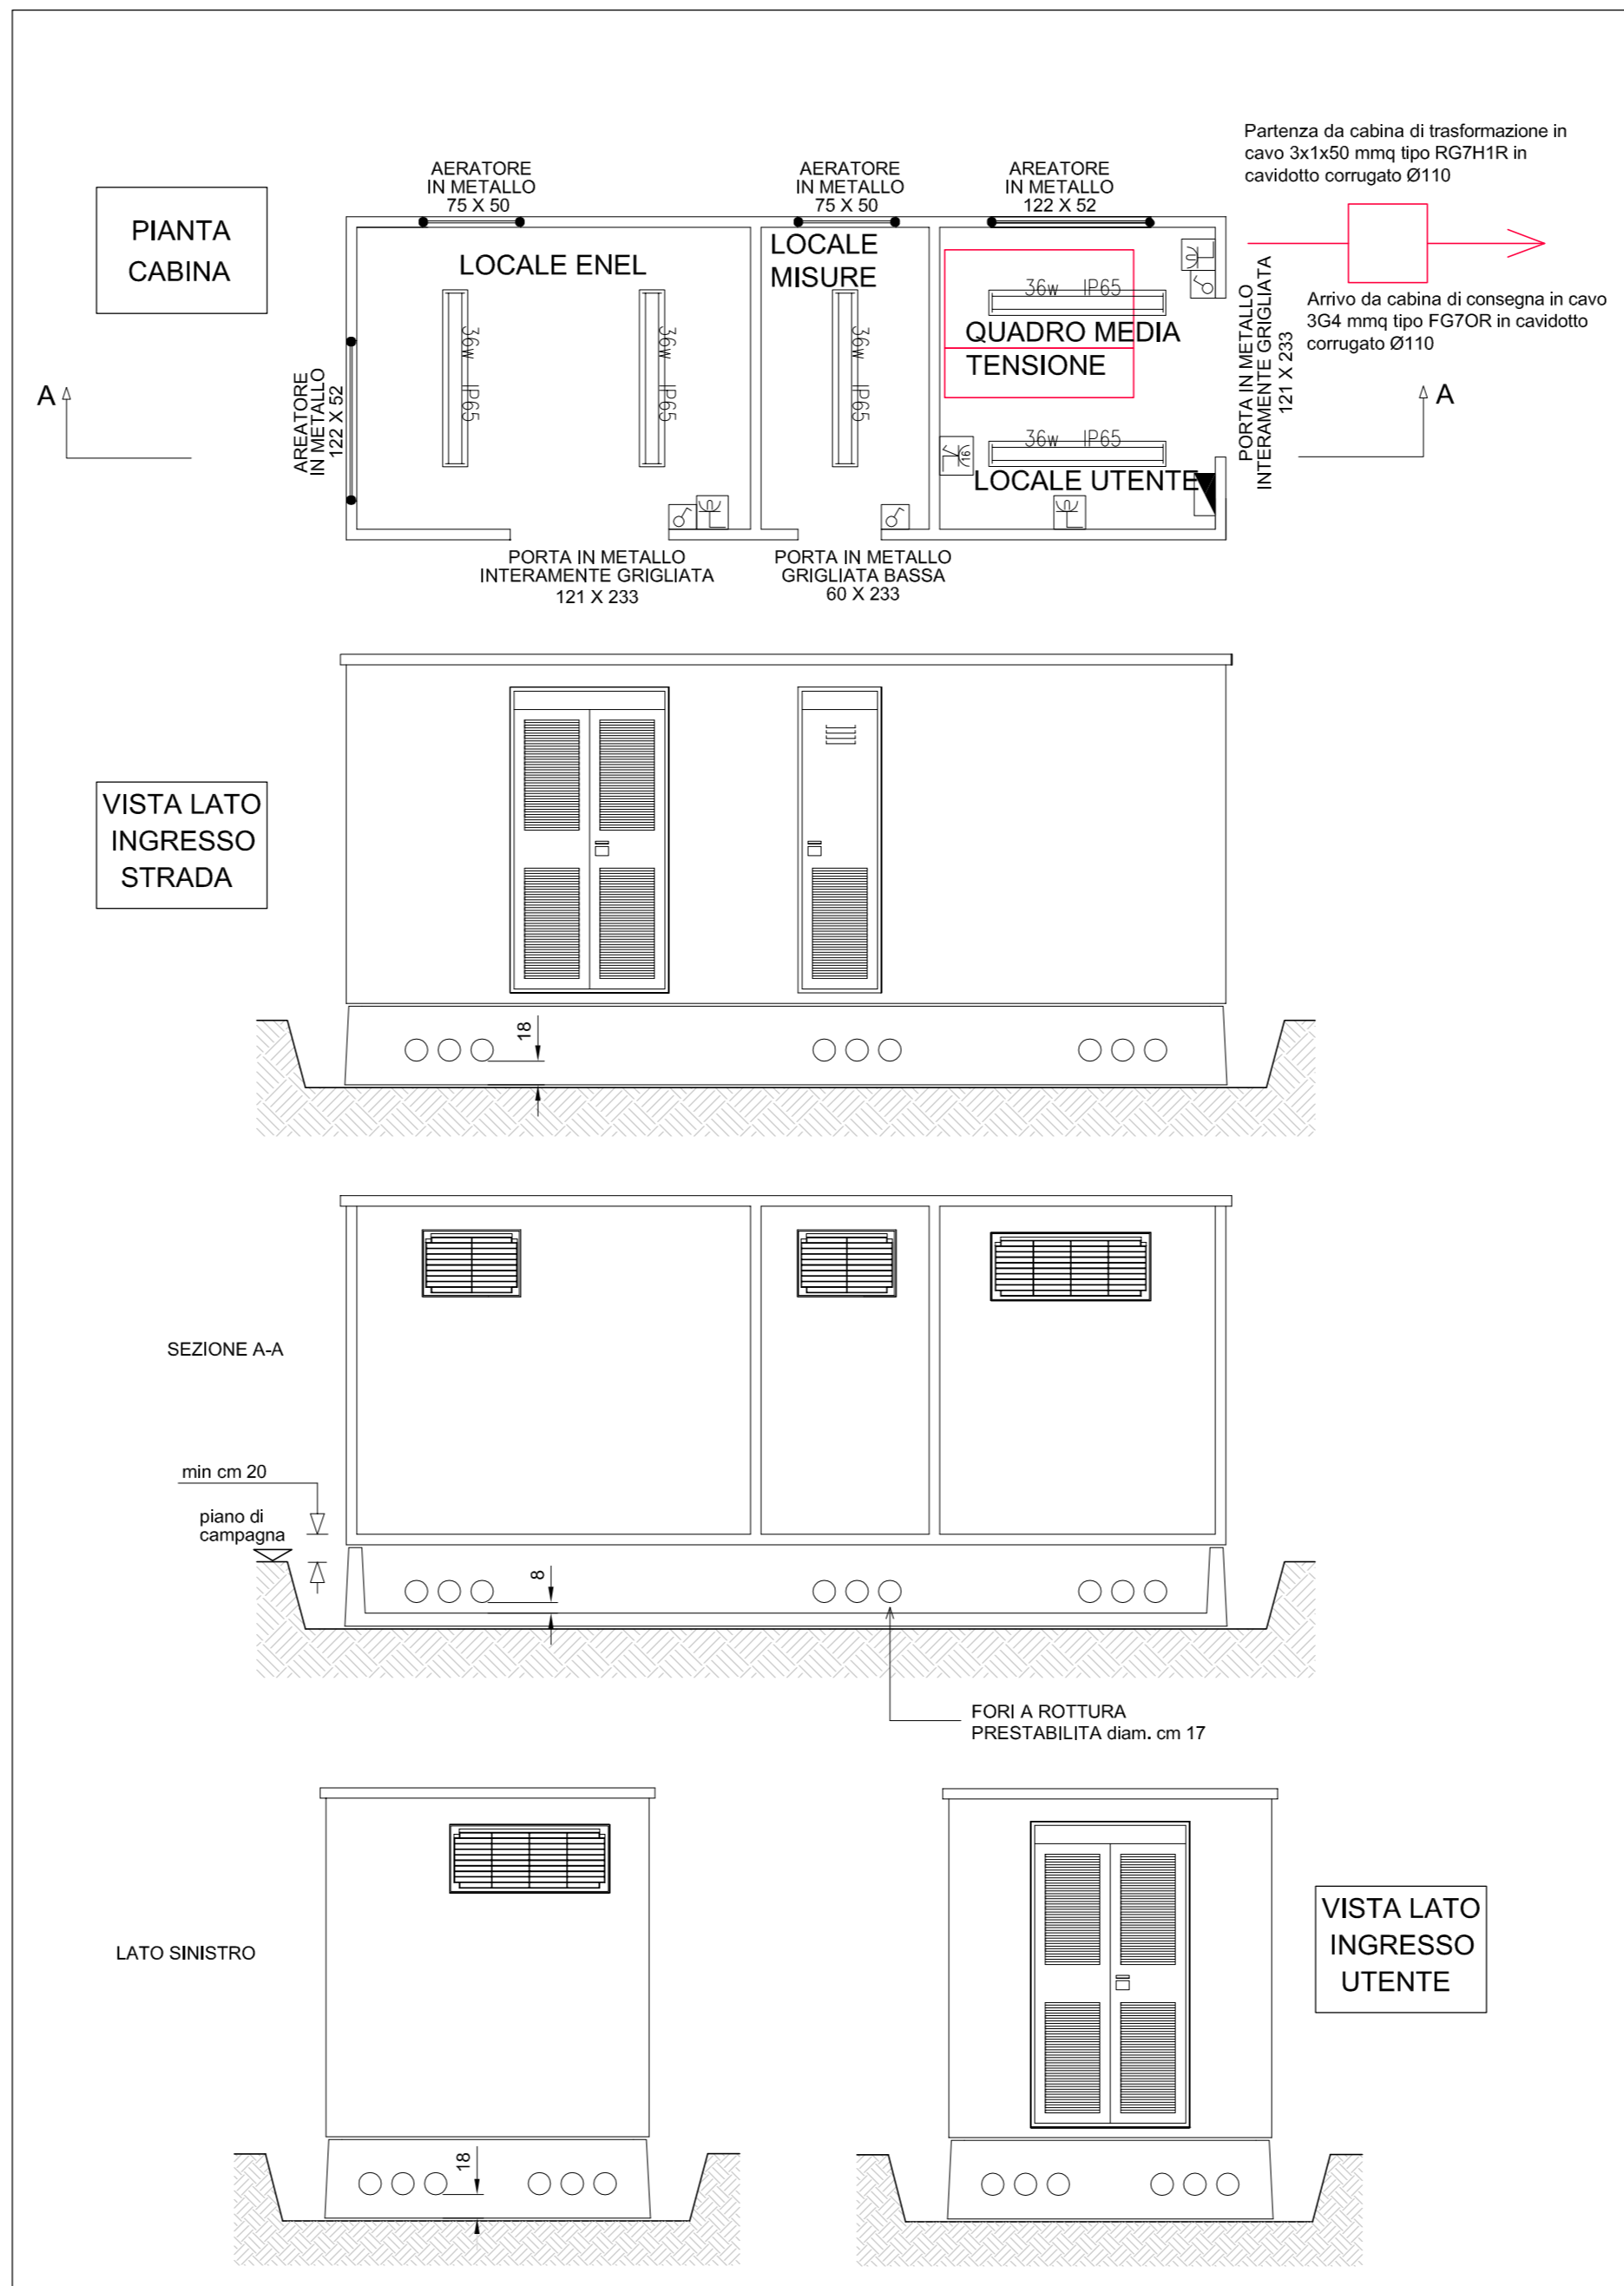 Partenza da cabina di trasformazione in
cavo 3x1x50 mmq tipo RG7H1R in
cavidotto corrugato Ø110
AERATORE
IN METALLO
75 X 50
AERATORE
IN METALLO
75 X 50
AREATORE
IN METALLO
122 X 52
PIANTA
CABINA
LOCALE ENEL
LOCALE
MISURE
36w IP65
36w IP65
36w IP65
36w IP65
QUADRO MEDIA
TENSIONE
36w IP65
LOCALE UTENTE
16
Arrivo da cabina di consegna in cavo
3G4 mmq tipo FG7OR in cavidotto
corrugato Ø110
PORTA IN METALLO
INTERAMENTE GRIGLIATA
121 X 233
A
A
AREATORE
IN METALLO
122 X 52
PORTA IN METALLO
INTERAMENTE GRIGLIATA
121 X 233
PORTA IN METALLO
GRIGLIATA BASSA
60 X 233
VISTA LATO
INGRESSO
STRADA
18
SEZIONE A-A
min cm 20
piano di
campagna
8
FORI A ROTTURA
PRESTABILITA diam. cm 17
LATO SINISTRO
VISTA LATO
INGRESSO
UTENTE
18